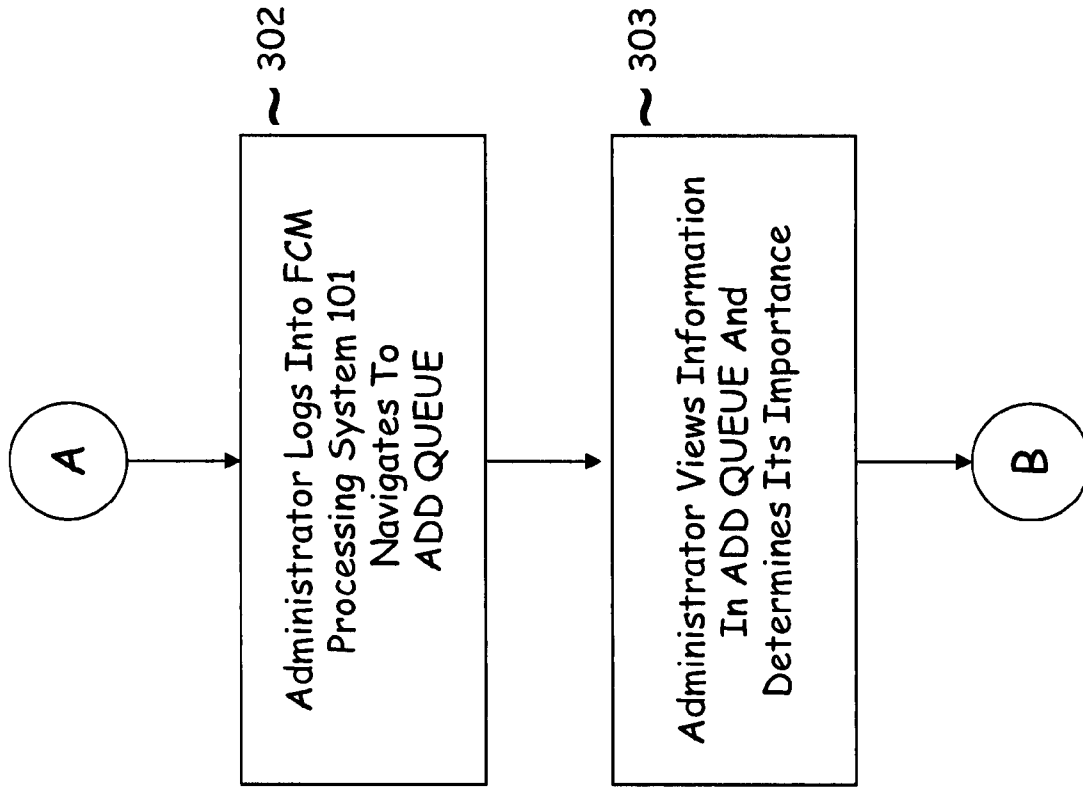 A
Administrator Logs Into FCM
Processing System 101
Navigates To
ADD QUEUE
~ 302
Administrator Views Information
In ADD QUEUE And
Determines Its Importance
~ 303
B